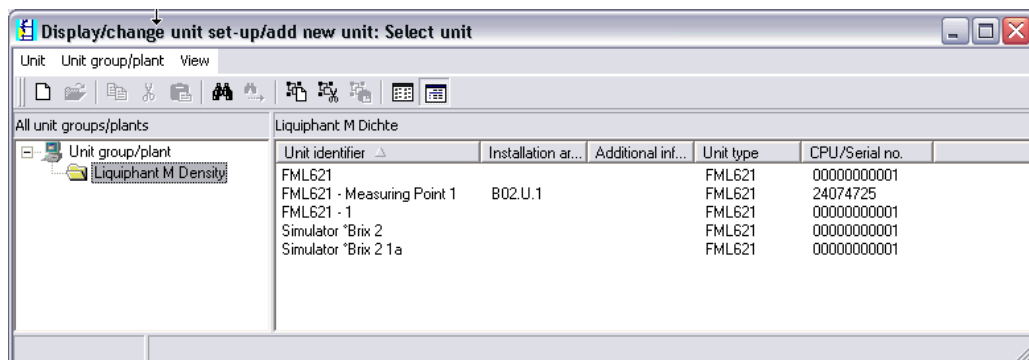 Display/change unit set-up/add new unit: Select unit
Unit Unit group/plant View
All unit groups/plants
Liquiphant M Dichte
Unit group/plant
Liquiphant M Density
Unit identifier Installation ar... Additional inf... Unit type CPU/Serial no.
FML621 FML621 00000000001
FML621 - Measuring Point 1 B02.U.1 FML621 24074725
FML621 - 1 FML621 00000000001
Simulator °Brix 2 FML621 00000000001
Simulator °Brix 2 1a FML621 00000000001